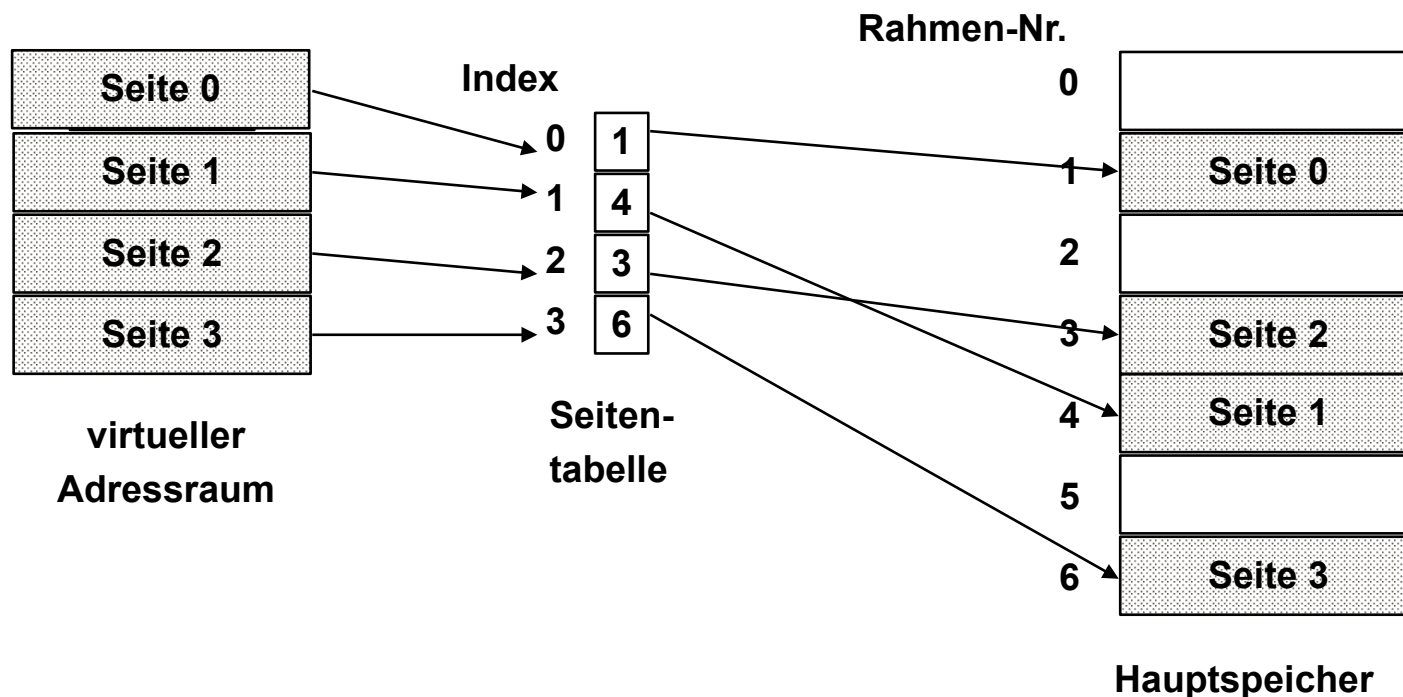 Rahmen-Nr.
Seite 0
Seite 1
Seite 2
Seite 3
virtueller
Adressraum
Index
0 1
1 4
2 3
3 6
Seiten-
tabelle
0
1 Seite 0
2
3 Seite 2
4 Seite 1
5
6 Seite 3
Hauptspeicher